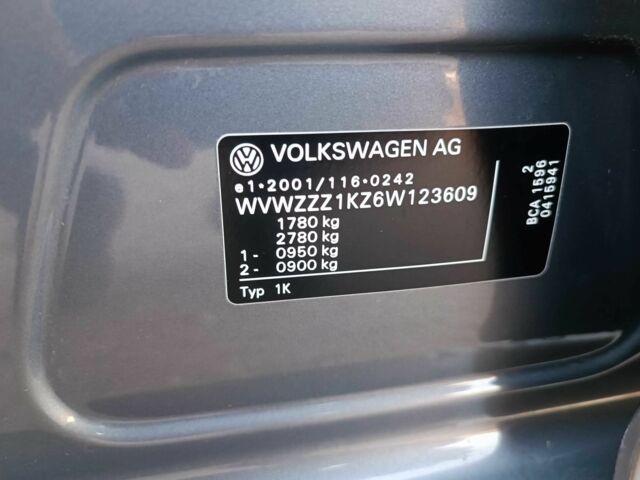 VOLKSWAGEN AG
e1*2001/116*0242
WVWZZZ1KZ6W123609
1780 kg
2780 kg
1- 0950 kg
2- 0900 kg
Typ 1K
2
BCA 1596
0415941